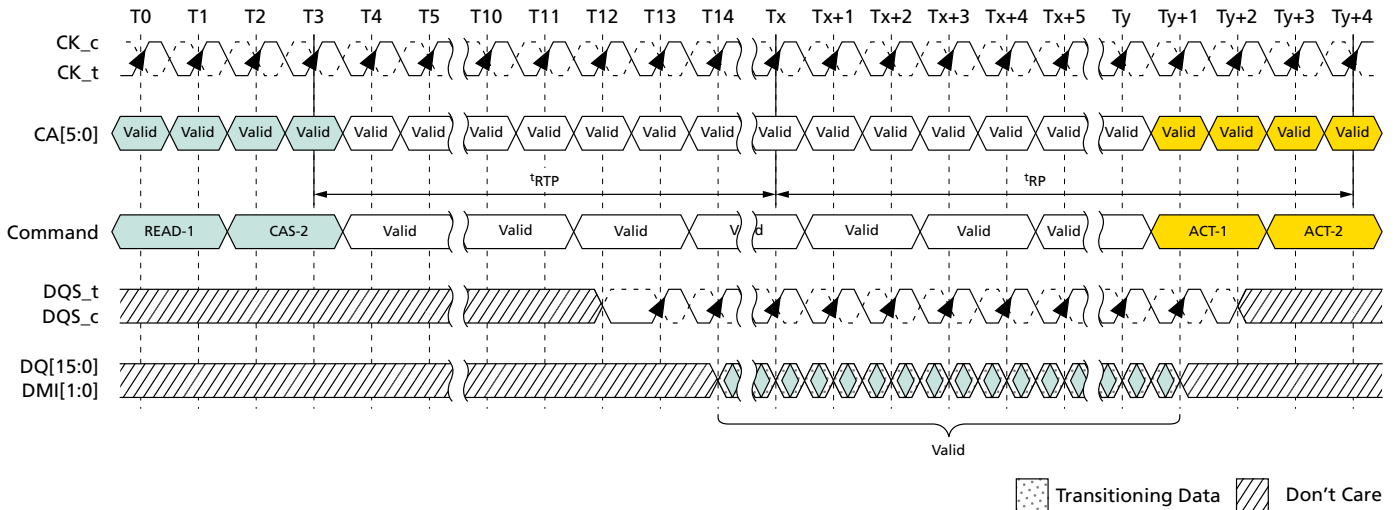 T0 T1 T2 T3 T4 T5 T10 T11 T12 T13 T14 Tx Tx+1 Tx+2 Tx+3 Tx+4 Tx+5 Ty Ty+1 Ty+2 Ty+3 Ty+4
CK_c
CK_t
CA[5:0] Valid Valid Valid Valid Valid Valid Valid Valid Valid Valid Valid Valid Valid Valid Valid Valid Valid Valid Valid Valid Valid Valid
tRTP tRP
Command READ-1 CAS-2 Valid Valid Valid Valid Valid Valid Valid ACT-1 ACT-2
DQS_t
DQS_c
DQ[15:0]
DMI[1:0]
Valid
Transitioning Data Don't Care